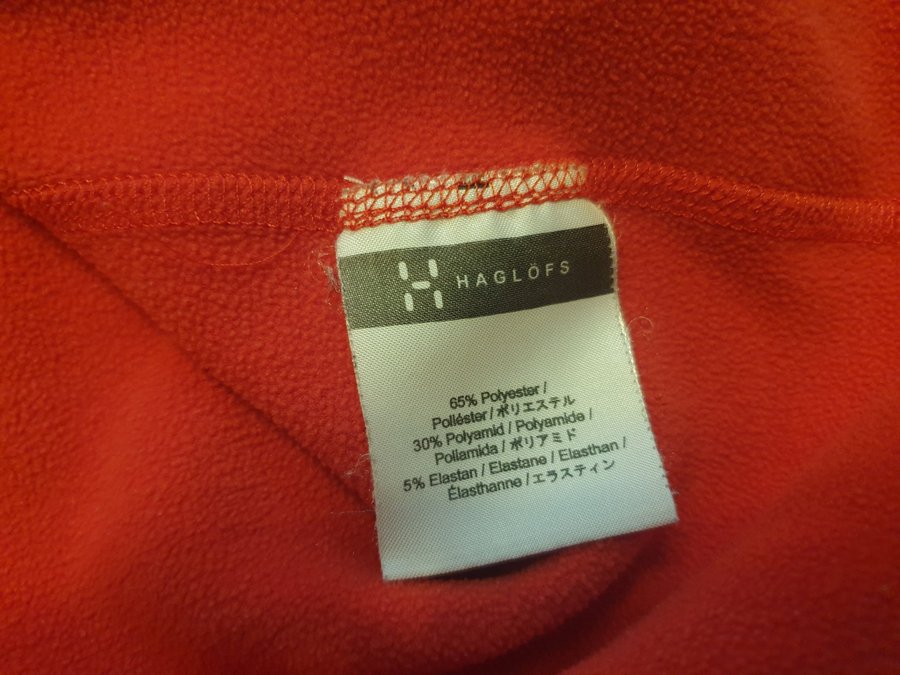 HAGLÖFS
65% Polyester /
Poliéster / ポリエステル
30% Polyamid / Polyamide /
Poliamida / ポリアミド
5% Elastan / Elastane / Elasthan /
Élasthanne / エラスティン